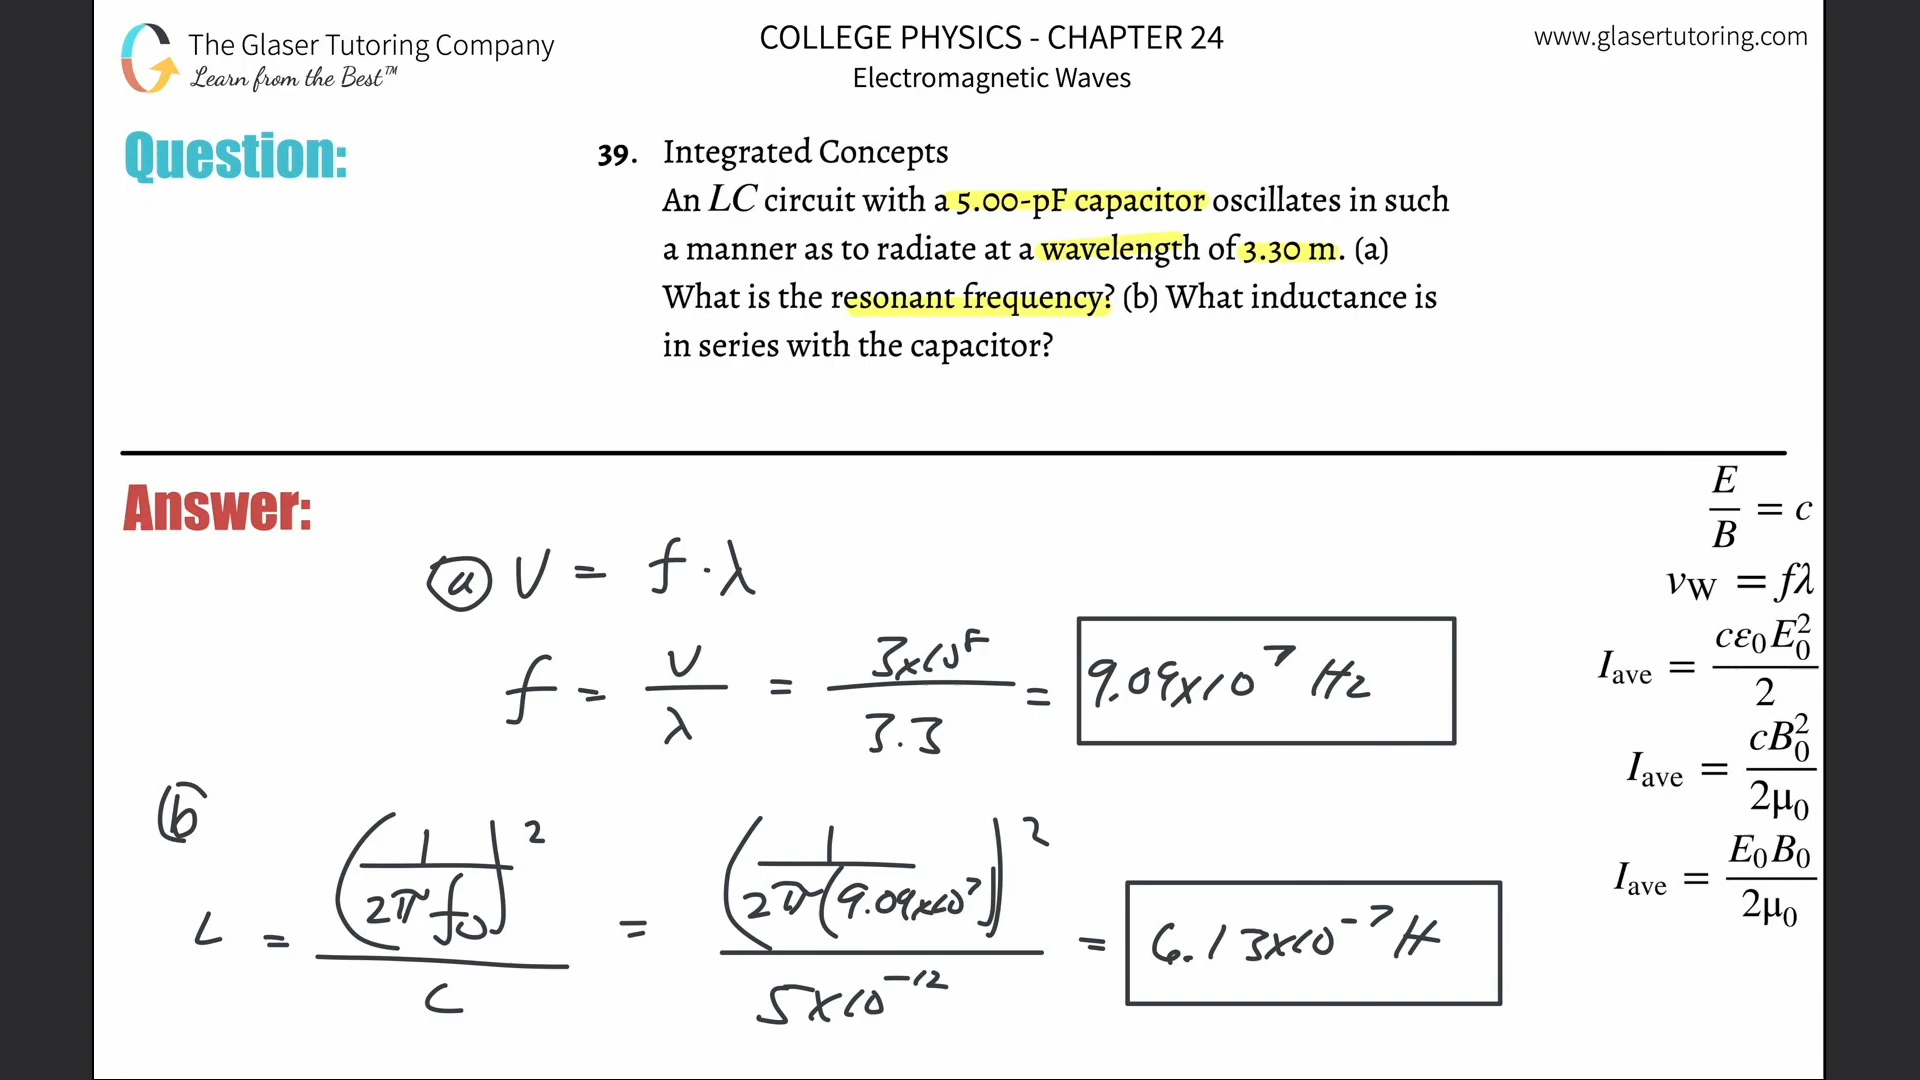 The Glaser Tutoring Company
Learn from the Best™
COLLEGE PHYSICS - CHAPTER 24
Electromagnetic Waves
www.glasertutoring.com
Question:
39. Integrated Concepts
An LC circuit with a 5.00-pF capacitor oscillates in such
a manner as to radiate at a wavelength of 3.30 m. (a)
What is the resonant frequency? (b) What inductance is
in series with the capacitor?
Answer:
(a) V = f · λ
f = V/λ = 3x10^8/3.3 = 9.09x10^7 Hz
(b)
L = (1/(2π f₀))^2/C = (1/(2π(9.09x10^7)))^2/5x10^-12 = 6.13x10^-7 H
E/B = c
v_W = fλ
I_ave = cε₀E₀²/2
I_ave = cB₀²/2μ₀
I_ave = E₀B₀/2μ₀